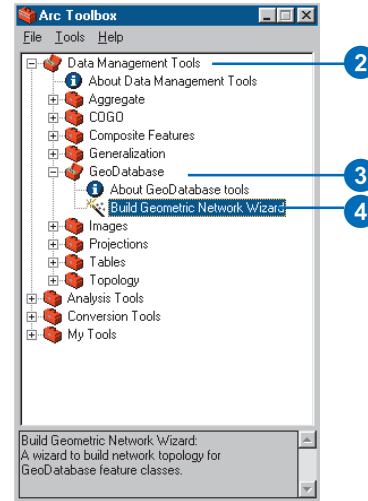 Arc Toolbox
File Tools Help
Data Management Tools
2
About Data Management Tools
Aggregate
COGO
Composite Features
Generalization
GeoDatabase
3
About GeoDatabase tools
Build Geometric Network Wizard
4
Images
Projections
Tables
Topology
Analysis Tools
Conversion Tools
My Tools
Build Geometric Network Wizard:
A wizard to build network topology for
GeoDatabase feature classes.